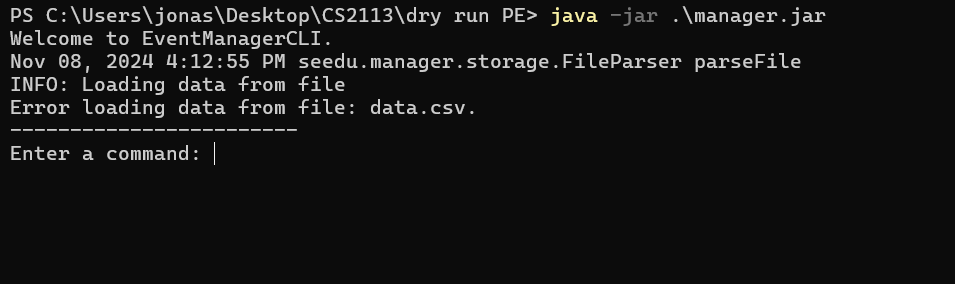 PS C:\Users\jonas\Desktop\CS2113\dry run PE> java -jar .\manager.jar
Welcome to EventManagerCLI.
Nov 08, 2024 4:12:55 PM seedu.manager.storage.FileParser parseFile
INFO: Loading data from file
Error loading data from file: data.csv.
------------------------
Enter a command: